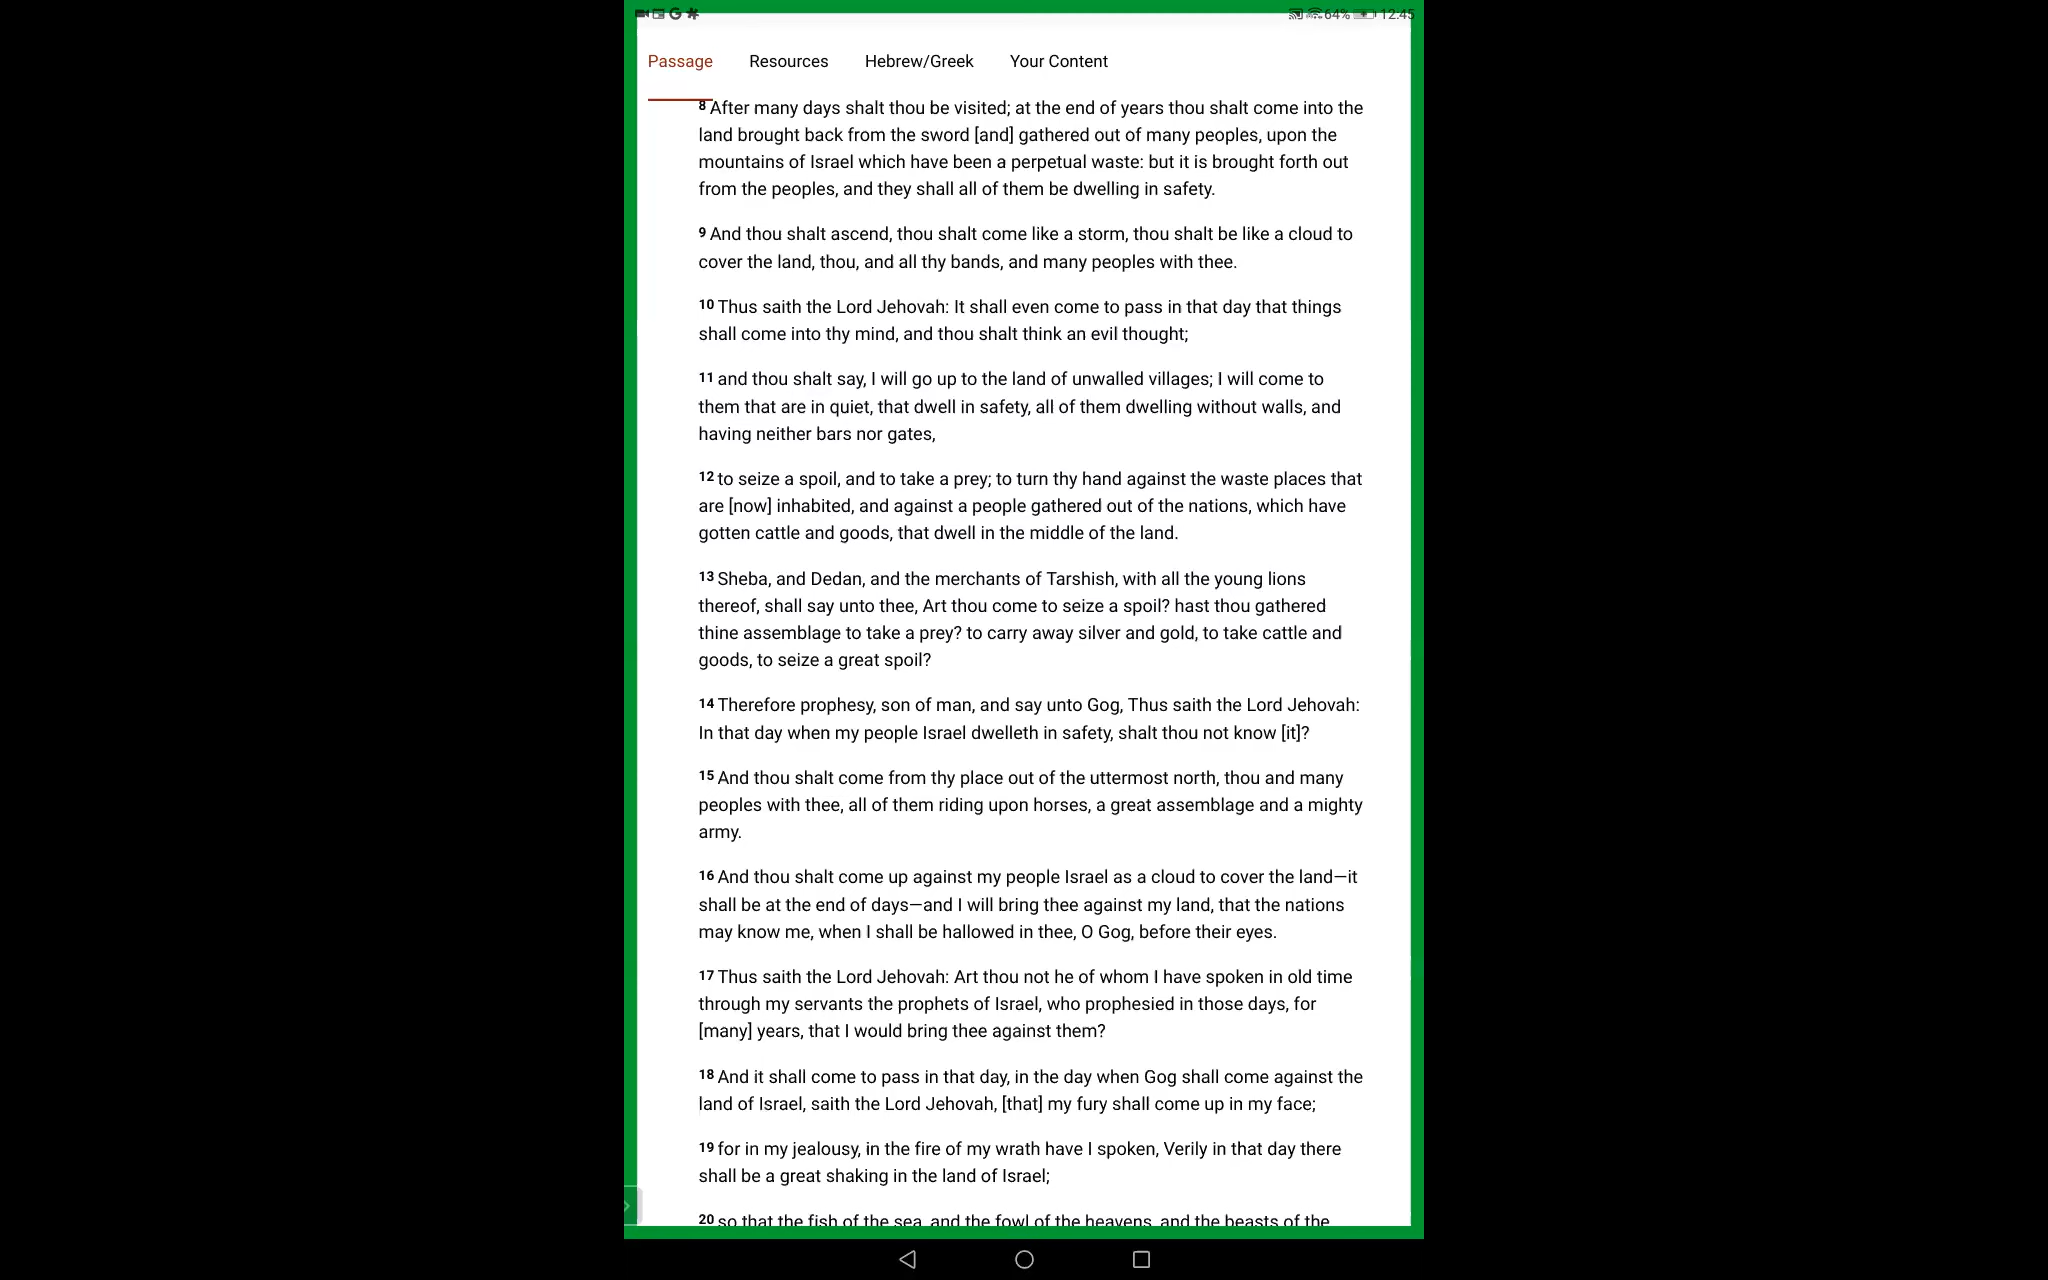 64% 12:45
Passage Resources Hebrew/Greek Your Content
8 After many days shalt thou be visited; at the end of years thou shalt come into the
land brought back from the sword [and] gathered out of many peoples, upon the
mountains of Israel which have been a perpetual waste: but it is brought forth out
from the peoples, and they shall all of them be dwelling in safety.
9 And thou shalt ascend, thou shalt come like a storm, thou shalt be like a cloud to
cover the land, thou, and all thy bands, and many peoples with thee.
10 Thus saith the Lord Jehovah: It shall even come to pass in that day that things
shall come into thy mind, and thou shalt think an evil thought;
11 and thou shalt say, I will go up to the land of unwalled villages; I will come to
them that are in quiet, that dwell in safety, all of them dwelling without walls, and
having neither bars nor gates,
12 to seize a spoil, and to take a prey; to turn thy hand against the waste places that
are [now] inhabited, and against a people gathered out of the nations, which have
gotten cattle and goods, that dwell in the middle of the land.
13 Sheba, and Dedan, and the merchants of Tarshish, with all the young lions
thereof, shall say unto thee, Art thou come to seize a spoil? hast thou gathered
thine assemblage to take a prey? to carry away silver and gold, to take cattle and
goods, to seize a great spoil?
14 Therefore prophesy, son of man, and say unto Gog, Thus saith the Lord Jehovah:
In that day when my people Israel dwelleth in safety, shalt thou not know [it]?
15 And thou shalt come from thy place out of the uttermost north, thou and many
peoples with thee, all of them riding upon horses, a great assemblage and a mighty
army.
16 And thou shalt come up against my people Israel as a cloud to cover the land—it
shall be at the end of days—and I will bring thee against my land, that the nations
may know me, when I shall be hallowed in thee, O Gog, before their eyes.
17 Thus saith the Lord Jehovah: Art thou not he of whom I have spoken in old time
through my servants the prophets of Israel, who prophesied in those days, for
[many] years, that I would bring thee against them?
18 And it shall come to pass in that day, in the day when Gog shall come against the
land of Israel, saith the Lord Jehovah, [that] my fury shall come up in my face;
19 for in my jealousy, in the fire of my wrath have I spoken, Verily in that day there
shall be a great shaking in the land of Israel;
20 so that the fish of the sea, and the fowl of the heavens, and the beasts of the